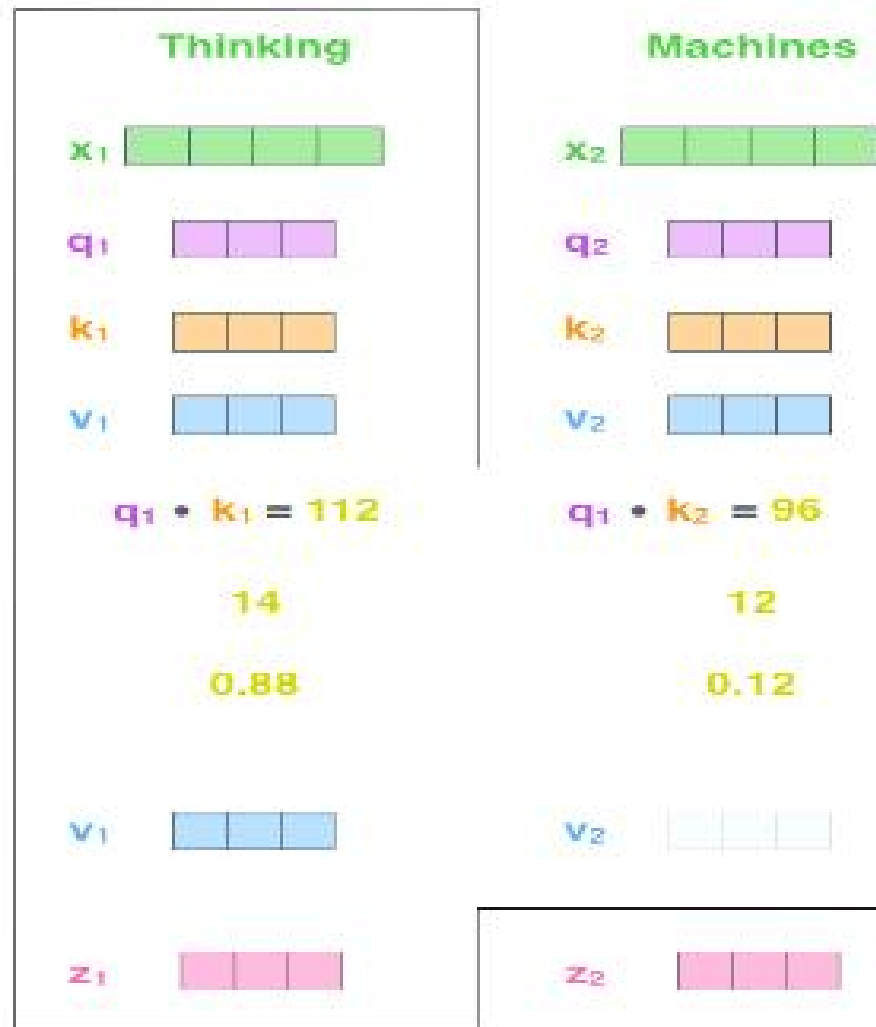 Thinking Machines
x₁ x₂
q₁ q₂
k₁ k₂
v₁ v₂
q₁ • k₁ = 112 q₁ • k₂ = 96
14 12
0.88 0.12
v₁ v₂
z₁ z₂